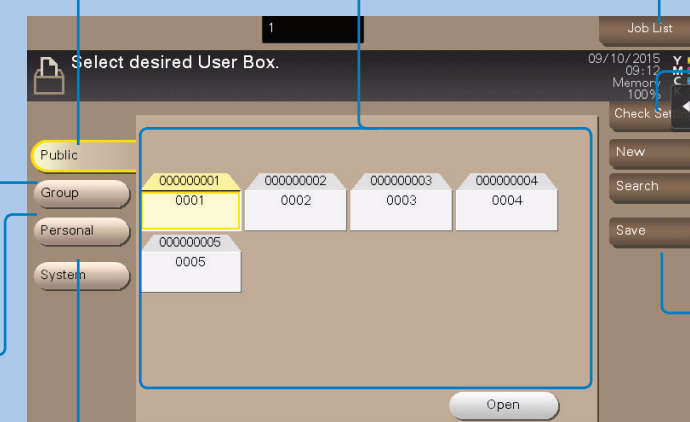 1
Job List
Select desired User Box.
09/10/2015
09:12
Memory
100%
Y
M
C
K
Check Set
Public
New
Group
Search
Personal
Save
System
000000001
000000002
000000003
000000004
0001
0002
0003
0004
000000005
0005
Open